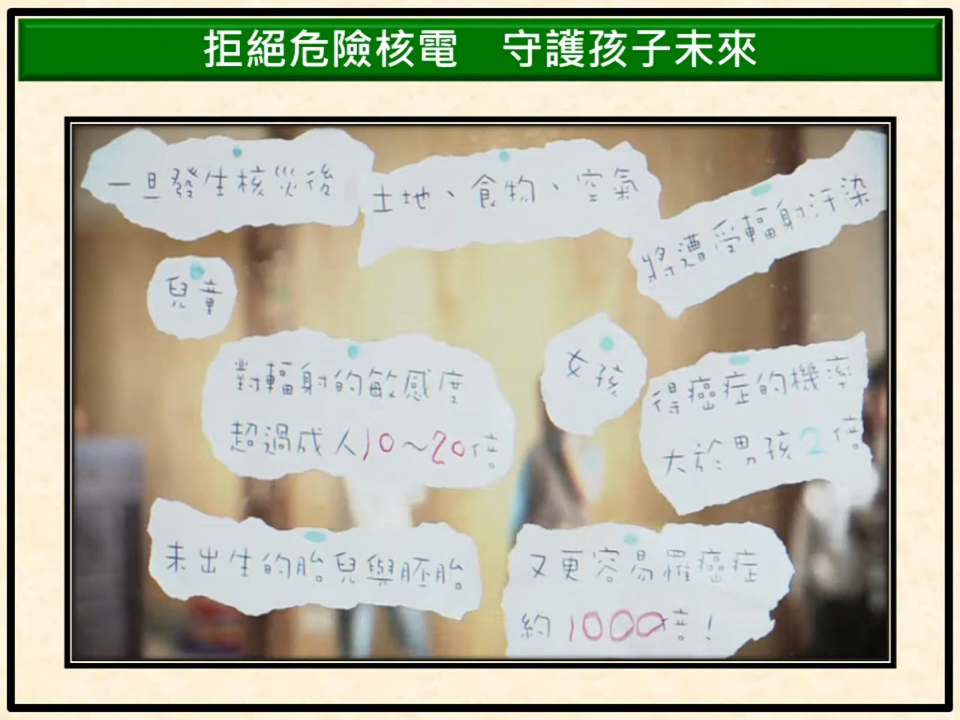 拒絕危險核電　守護孩子未來
一旦發生核災後
土地、食物、空氣
將遭受輻射汙染
兒童
對輻射的敏感度
超過成人10～20倍
女孩
得癌症的機率
大於男孩2倍
未出生的胎兒與胚胎
又更容易罹癌症
約1000倍！